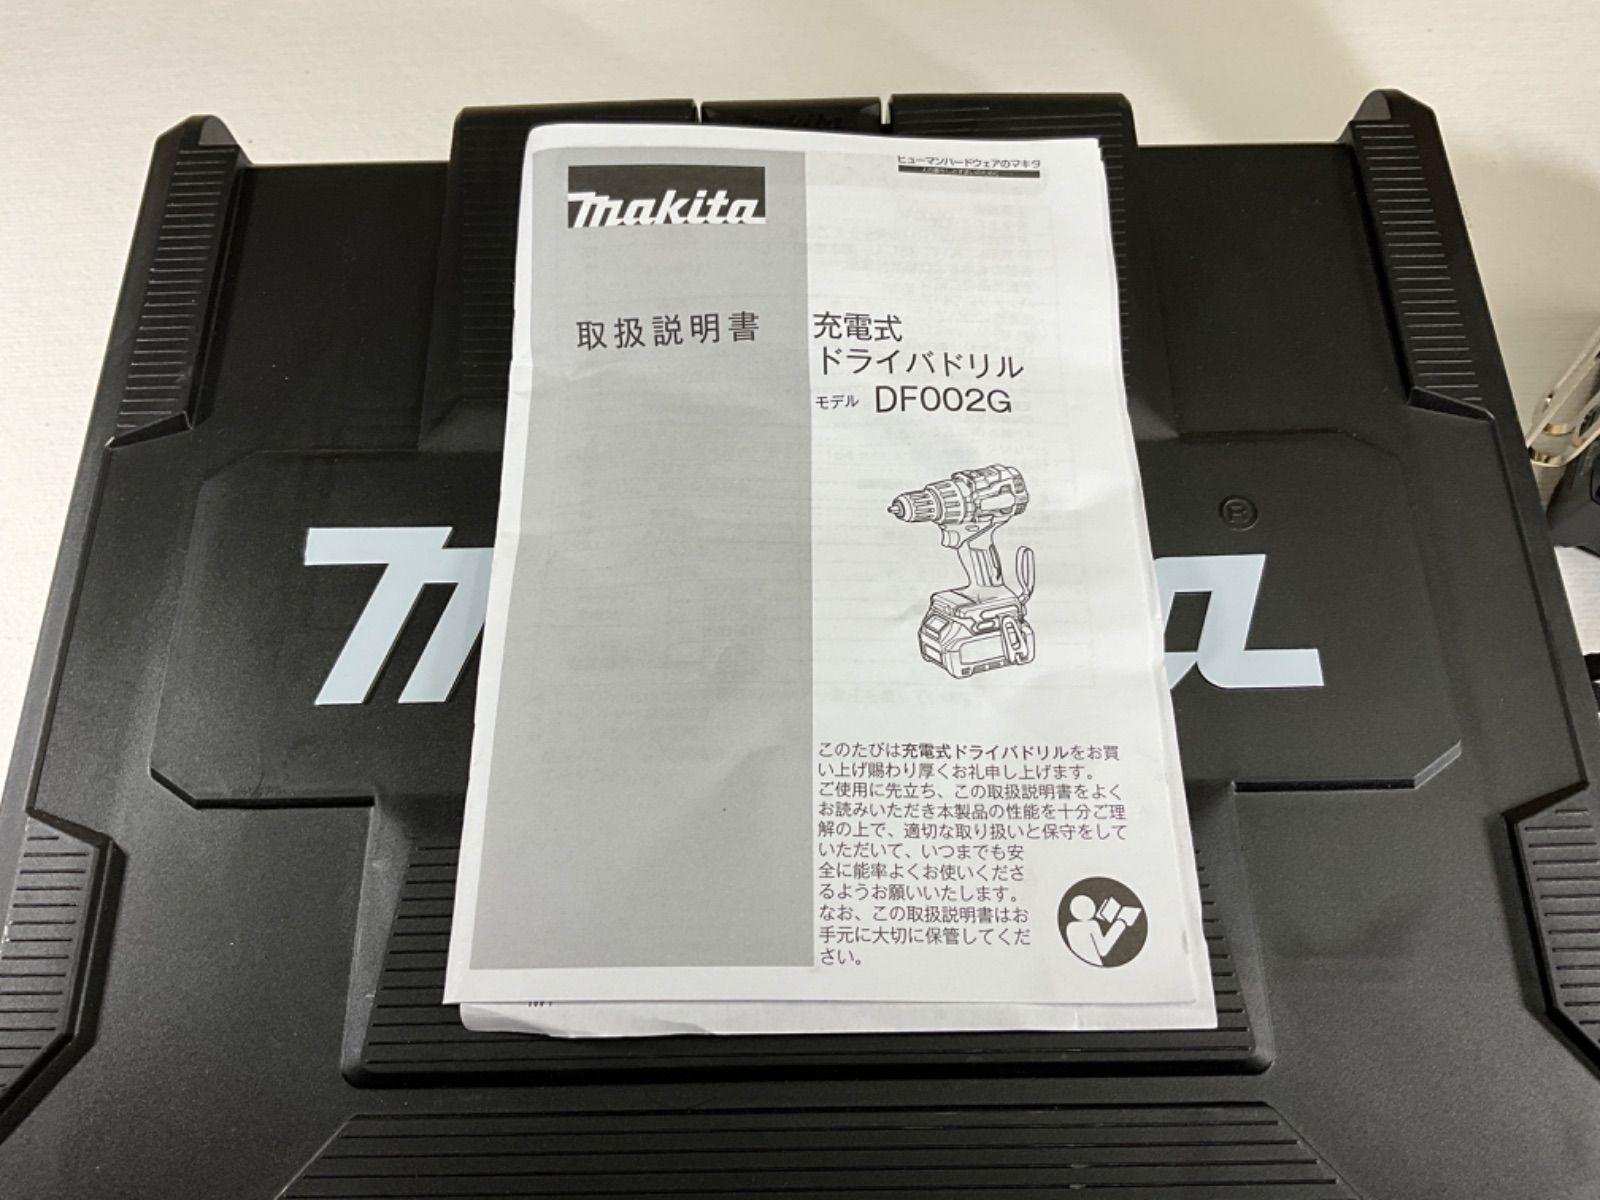 makita
ヒューマンハードウェアのマキタ
取扱説明書
充電式
ドライバドリル
モデル DF002G
®
このたびは充電式ドライバドリルをお買
い上げ賜わり厚くお礼申し上げます。
ご使用に先立ち、この取扱説明書をよく
お読みいただき本製品の性能を十分ご理
解の上で、適切な取り扱いと保守をして
いただいて、いつまでも安
全に能率よくお使いくださ
るようお願いいたします。
なお、この取扱説明書はお
手元に大切に保管してくだ
さい。